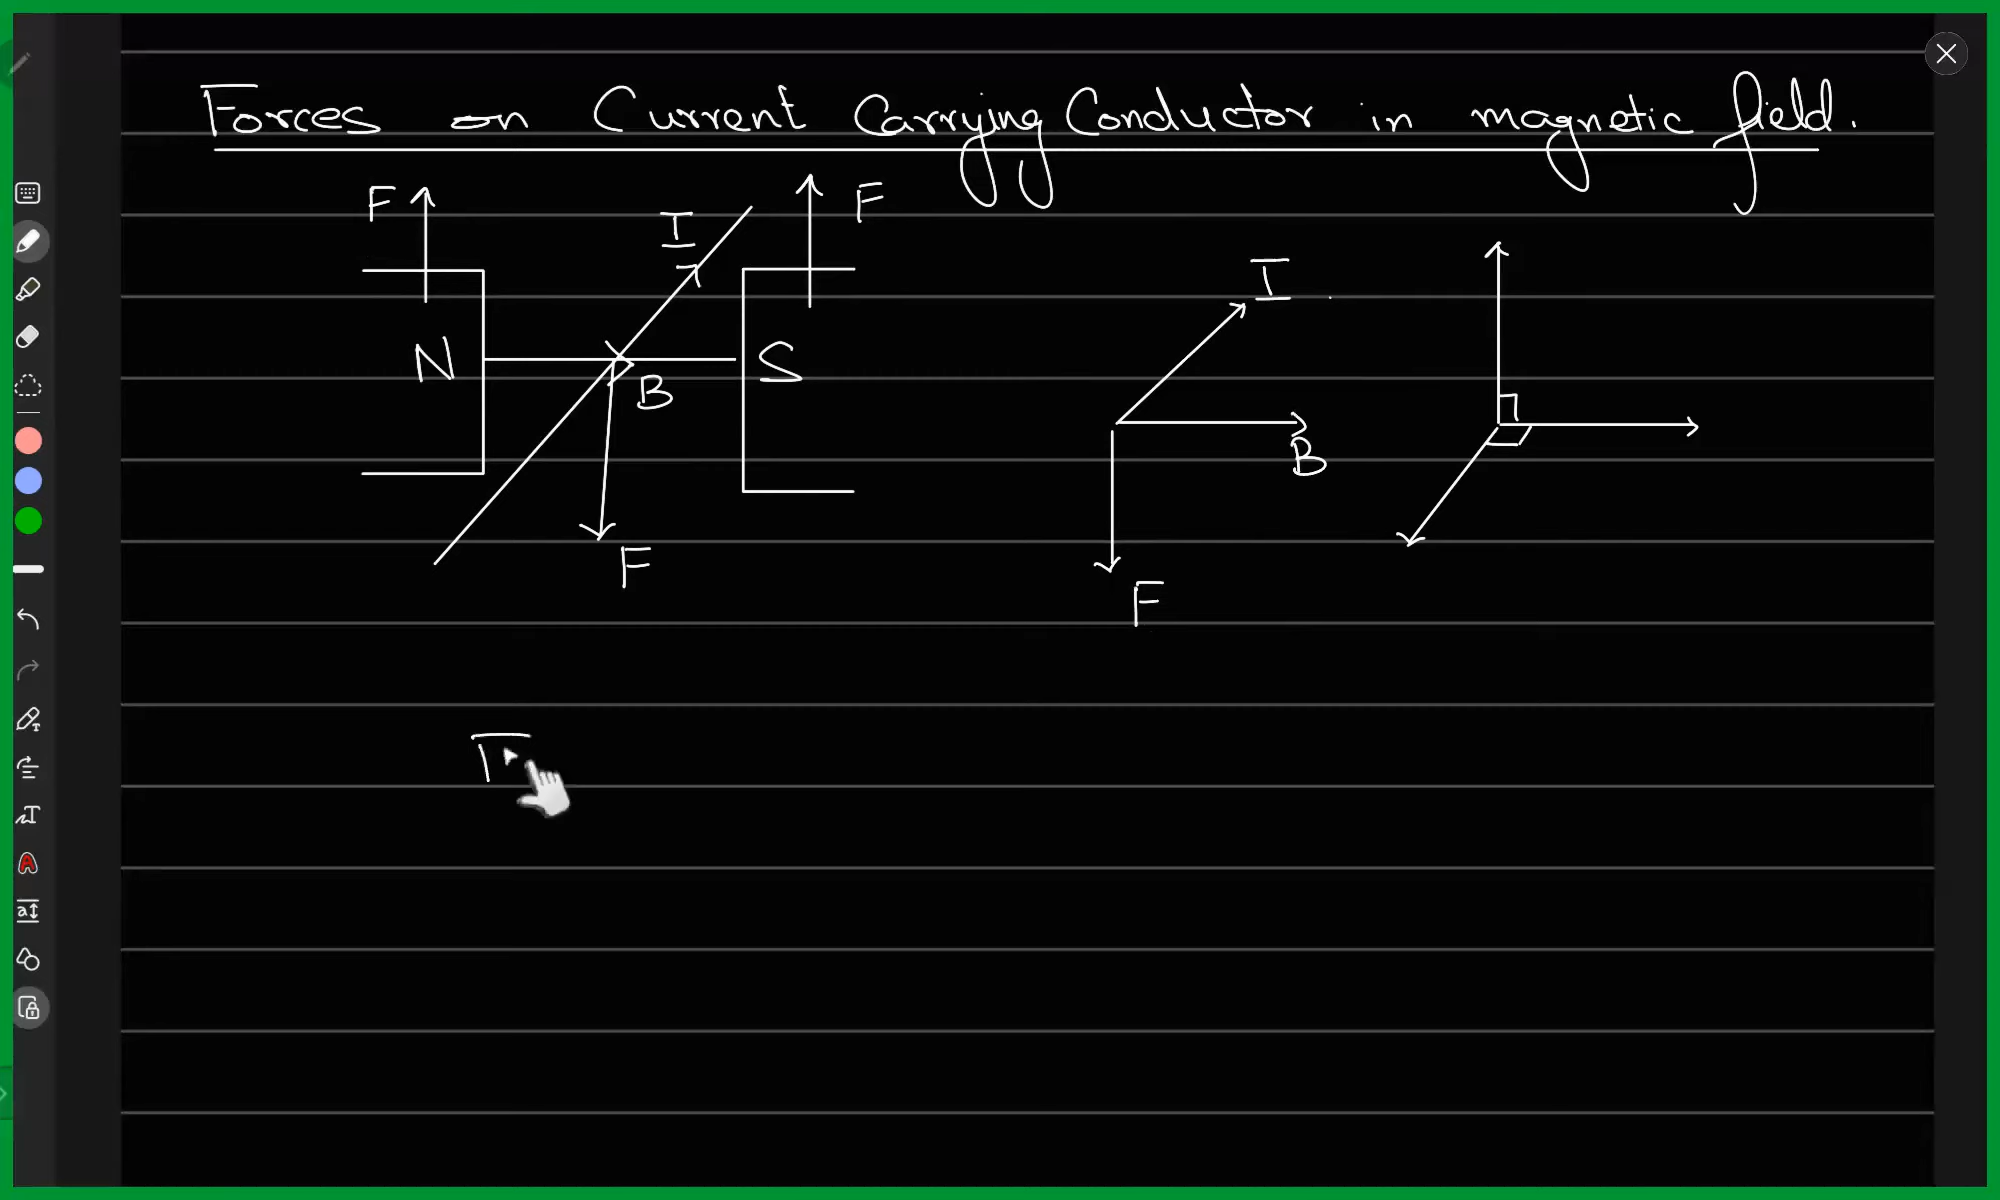 Forces on Current Carrying Conductor in magnetic field.
F F
I
I
N S
B
B
F
F